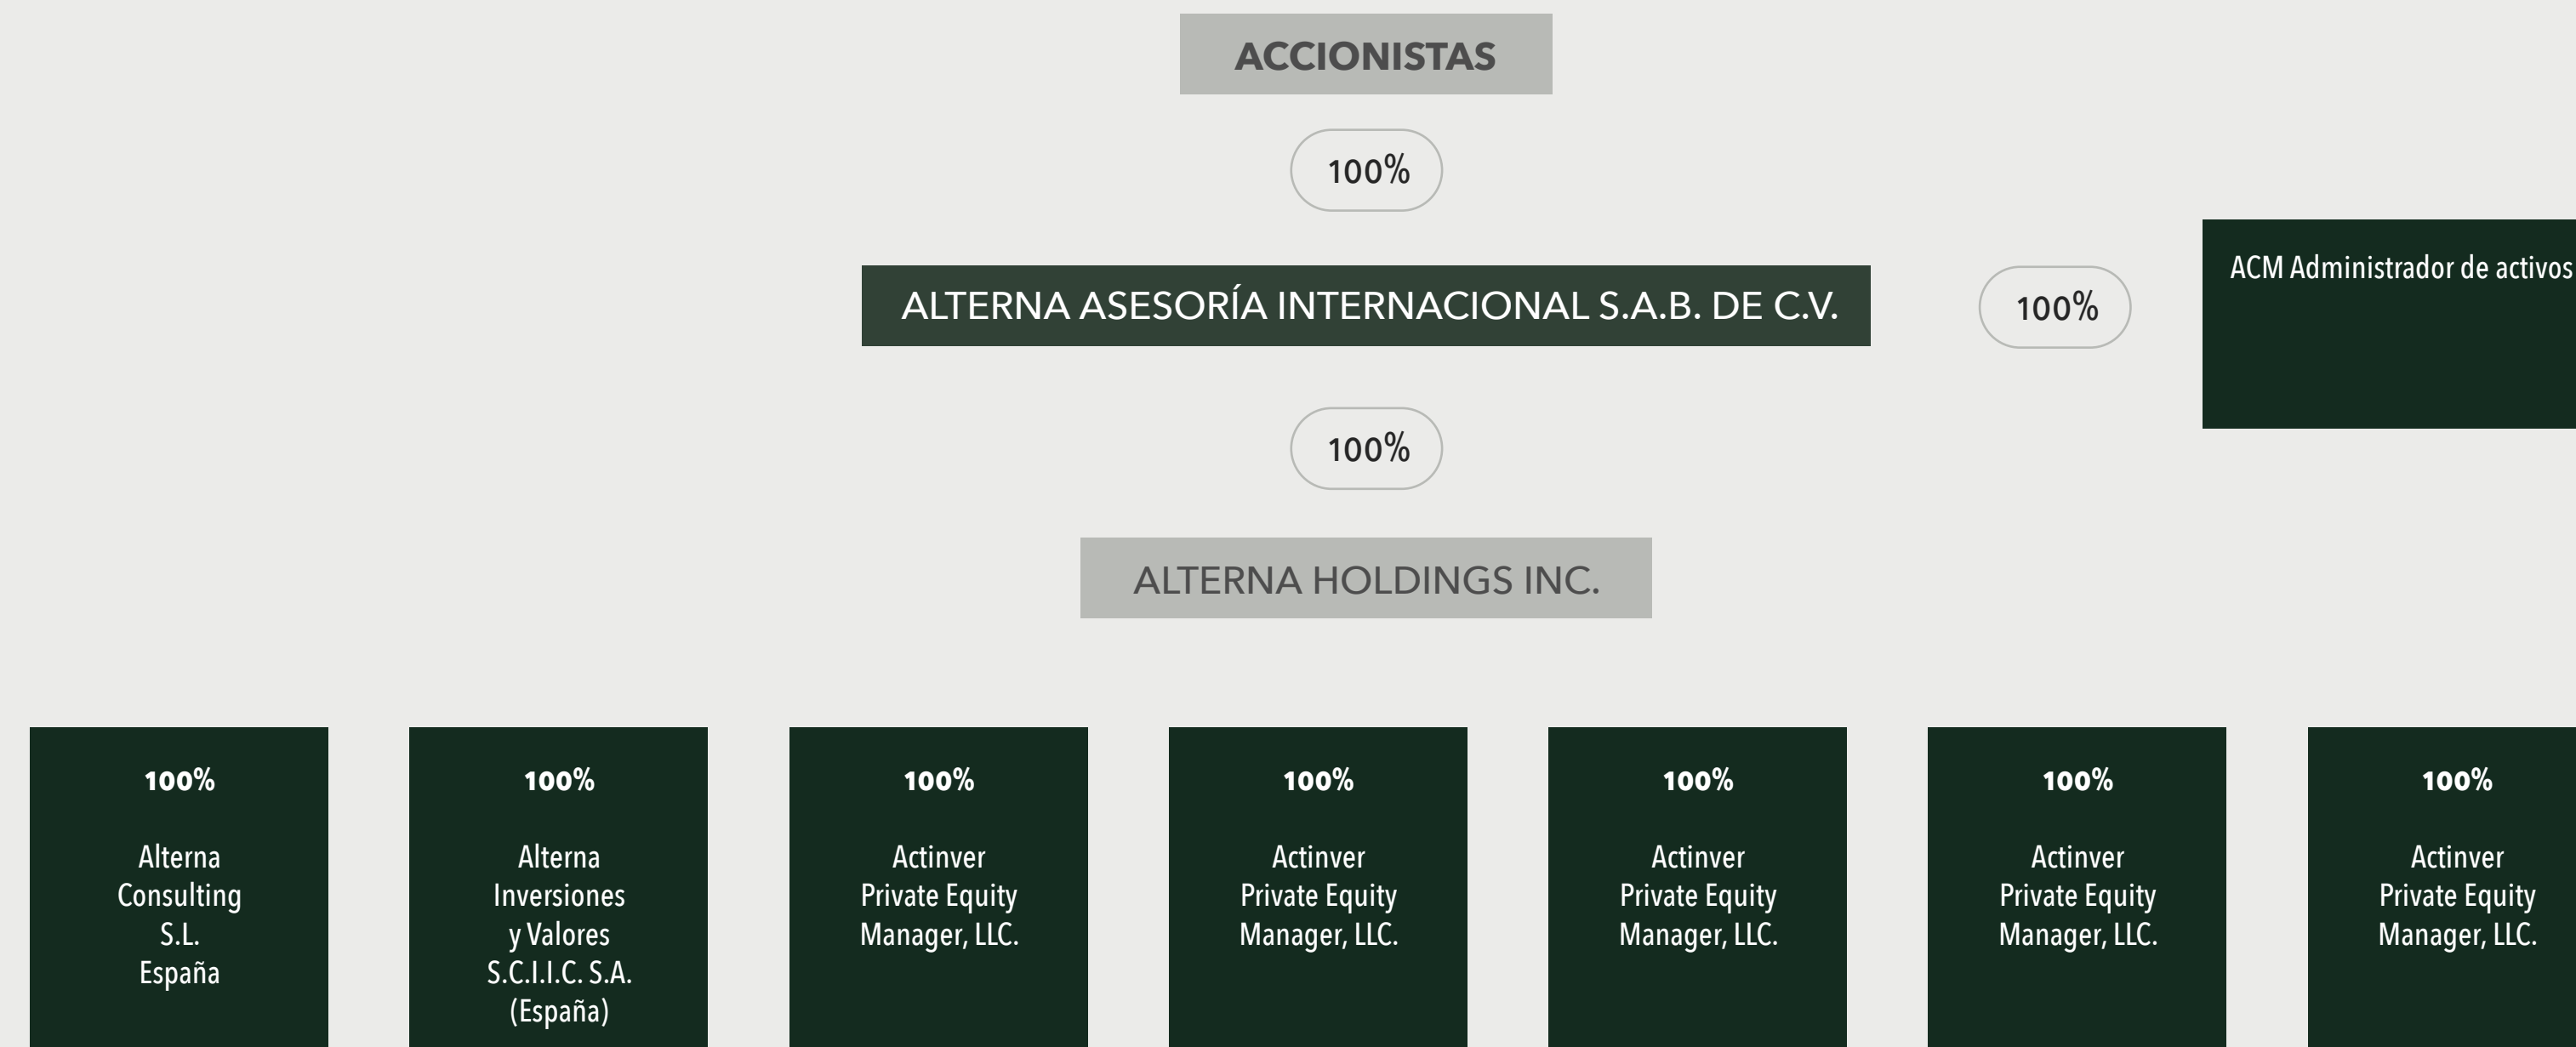 ACCIONISTAS
100%
ALTERNA ASESORÍA INTERNACIONAL S.A.B. DE C.V.
100%
ACM Administrador de activos
100%
ALTERNA HOLDINGS INC.
100%
Alterna
Consulting
S.L.
España
100%
Alterna
Inversiones
y Valores
S.C.I.I.C. S.A.
(España)
100%
Actinver
Private Equity
Manager, LLC.
100%
Actinver
Private Equity
Manager, LLC.
100%
Actinver
Private Equity
Manager, LLC.
100%
Actinver
Private Equity
Manager, LLC.
100%
Actinver
Private Equity
Manager, LLC.